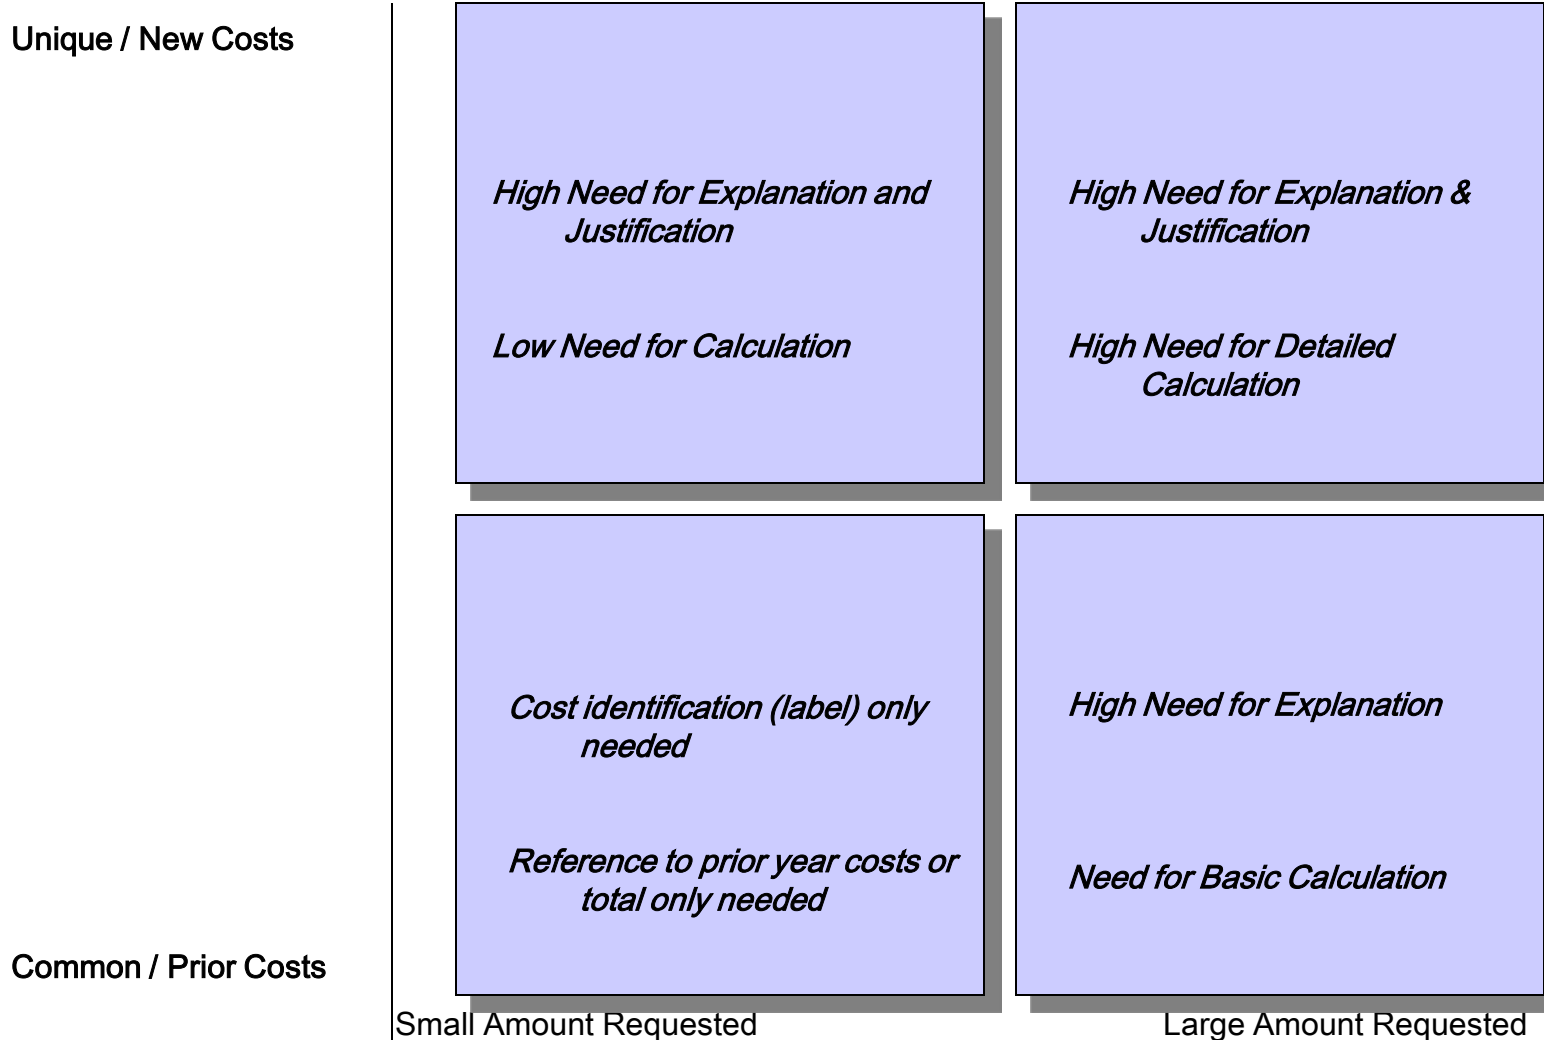 Unique / New Costs
High Need for Explanation and
Justification
Low Need for Calculation
High Need for Explanation &
Justification
High Need for Detailed
Calculation
Cost identification (label) only
needed
Reference to prior year costs or
total only needed
High Need for Explanation
Need for Basic Calculation
Common / Prior Costs
Small Amount Requested
Large Amount Requested